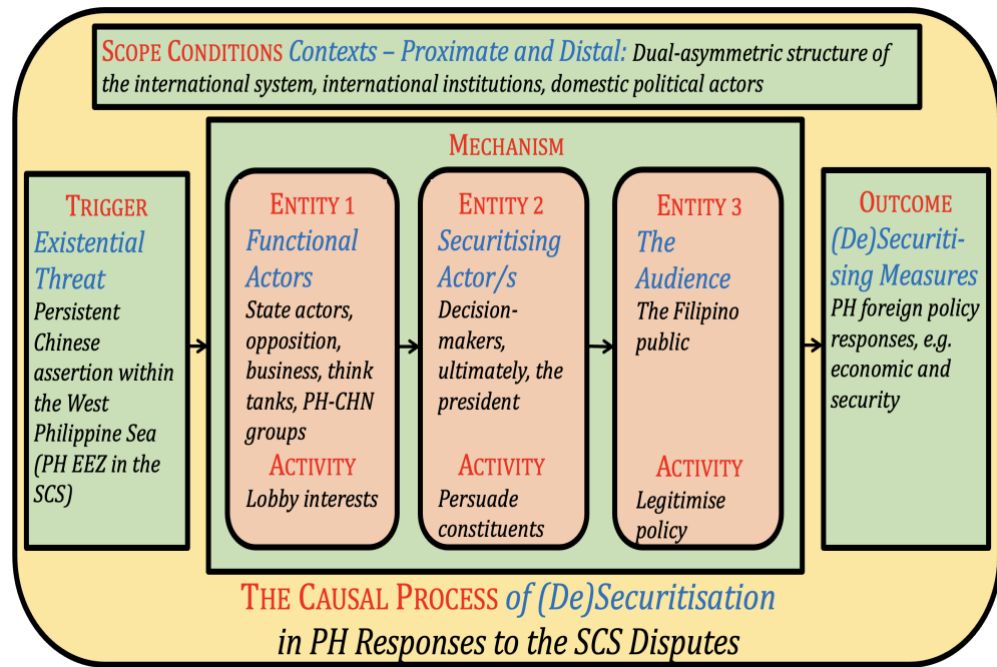 SCOPE CONDITIONS Contexts – Proximate and Distal: Dual-asymmetric structure of
the international system, international institutions, domestic political actors
TRIGGER
Existential
Threat
Persistent
Chinese
assertion within
the West
Philippine Sea
(PH EEZ in the
SCS)
MECHANISM
ENTITY 1
Functional
Actors
State actors,
opposition,
business, think
tanks, PH-CHN
groups
ACTIVITY
Lobby interests
ENTITY 2
Securitising
Actor/s
Decision-
makers,
ultimately, the
president
ACTIVITY
Persuade
constituents
ENTITY 3
The
Audience
The Filipino
public
ACTIVITY
Legitimise
policy
OUTCOME
(De)Securiti-
sing Measures
PH foreign policy
responses, e.g.
economic and
security
THE CAUSAL PROCESS of (De)Securitisation
in PH Responses to the SCS Disputes